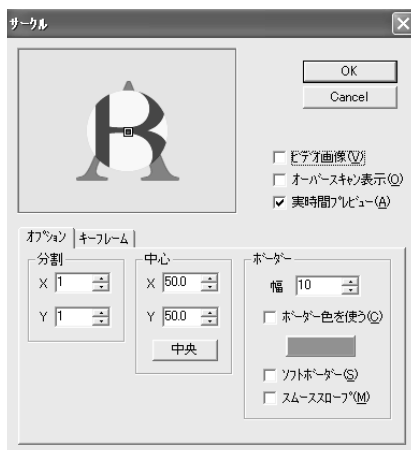 サークル
OK
Cancel
B
A
ビデオ画像(V)
オーバースキャン表示(O)
実時間プレビュー(A)
オプション キーフレーム
分割
X 1
Y 1
中心
X 50.0
Y 50.0
中央
ボーダー
幅 10
ボーダー色を使う(C)
ソフトボーダー(S)
スムーススロープ(M)